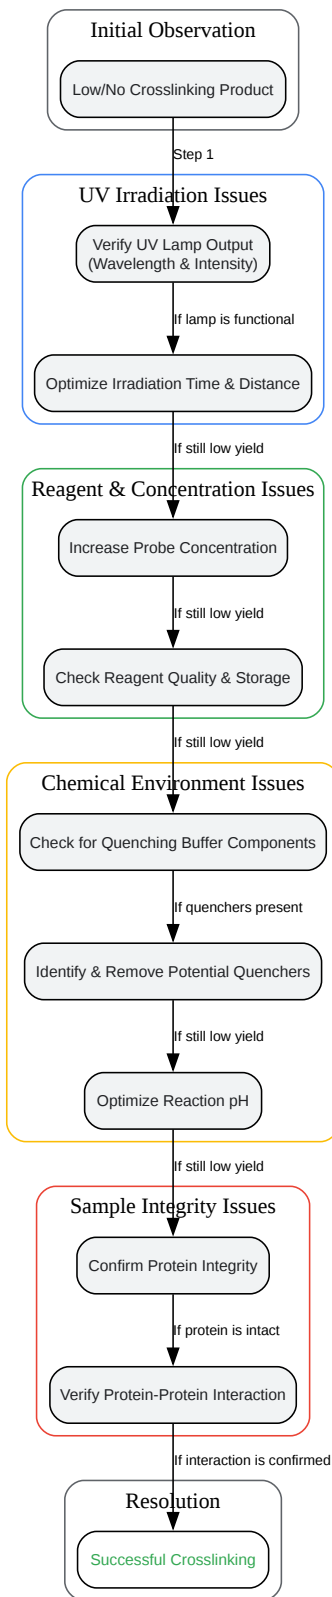 Initial Observation
Low/No Crosslinking Product
Step 1
UV Irradiation Issues
Verify UV Lamp Output
(Wavelength & Intensity)
If lamp is functional
Optimize Irradiation Time & Distance
If still low yield
Reagent & Concentration Issues
Increase Probe Concentration
If still low yield
Check Reagent Quality & Storage
If still low yield
Chemical Environment Issues
Check for Quenching Buffer Components
If quenchers present
Identify & Remove Potential Quenchers
If still low yield
Optimize Reaction pH
If still low yield
Sample Integrity Issues
Confirm Protein Integrity
If protein is intact
Verify Protein-Protein Interaction
If interaction is confirmed
Resolution
Successful Crosslinking